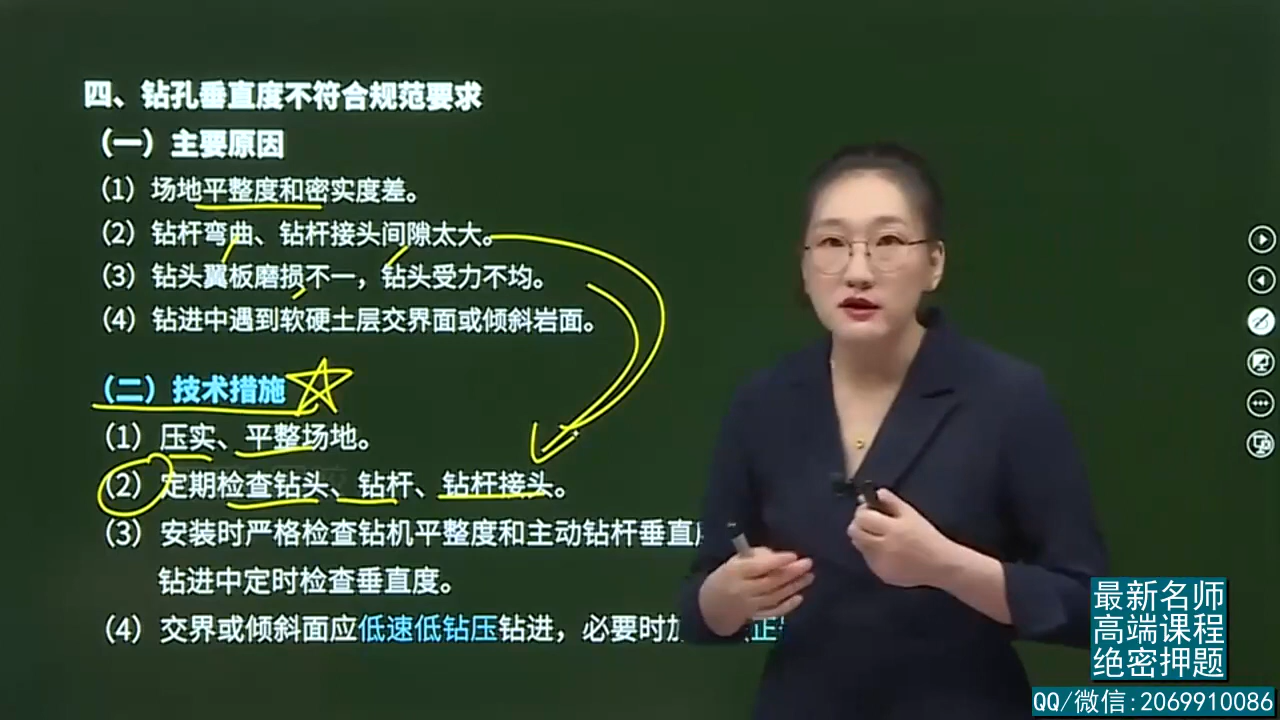 四、钻孔垂直度不符合规范要求
（一）主要原因
（1）场地平整度和密实度差。
（2）钻杆弯曲、钻杆接头间隙太大。
（3）钻头翼板磨损不一，钻头受力不均。
（4）钻进中遇到软硬土层交界面或倾斜岩面。
（二）技术措施
（1）压实、平整场地。
（2）定期检查钻头、钻杆、钻杆接头。
（3）安装时严格检查钻机平整度和主动钻杆垂直
钻进中定时检查垂直度。
（4）交界或倾斜面应低速低钻压钻进，必要时加
最新名师
高端课程
绝密押题
QQ/微信:2069910086